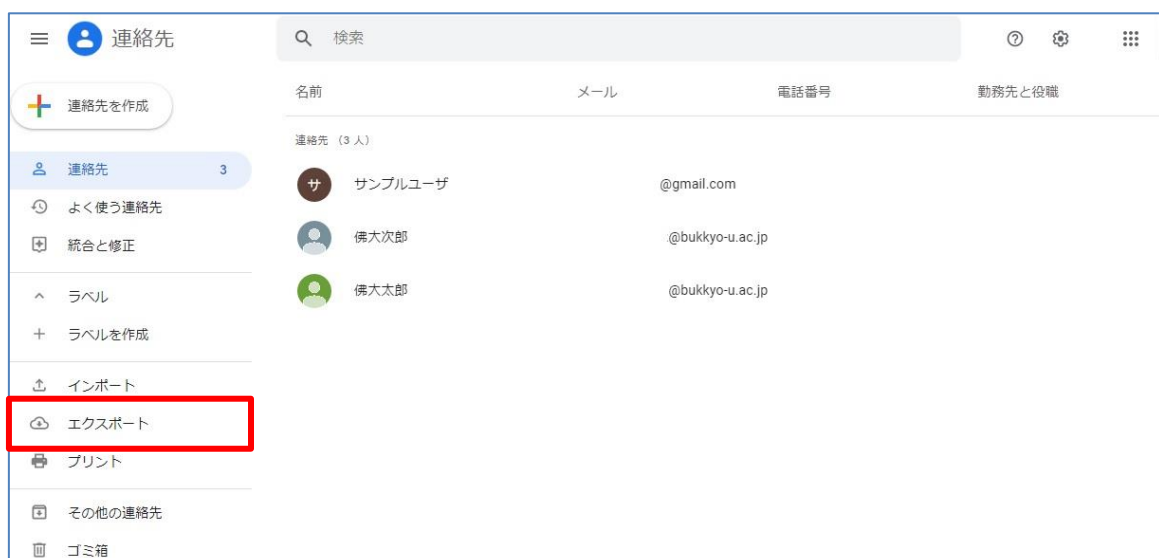 連絡先
検索
連絡先を作成
名前 メール 電話番号 勤務先と役職
連絡先 (3 人)
連絡先 3
サ サンプルユーザ @gmail.com
よく使う連絡先
佛大次郎 @bukkyo-u.ac.jp
統合と修正
佛大太郎 @bukkyo-u.ac.jp
ラベル
ラベルを作成
インポート
エクスポート
プリント
その他の連絡先
ゴミ箱